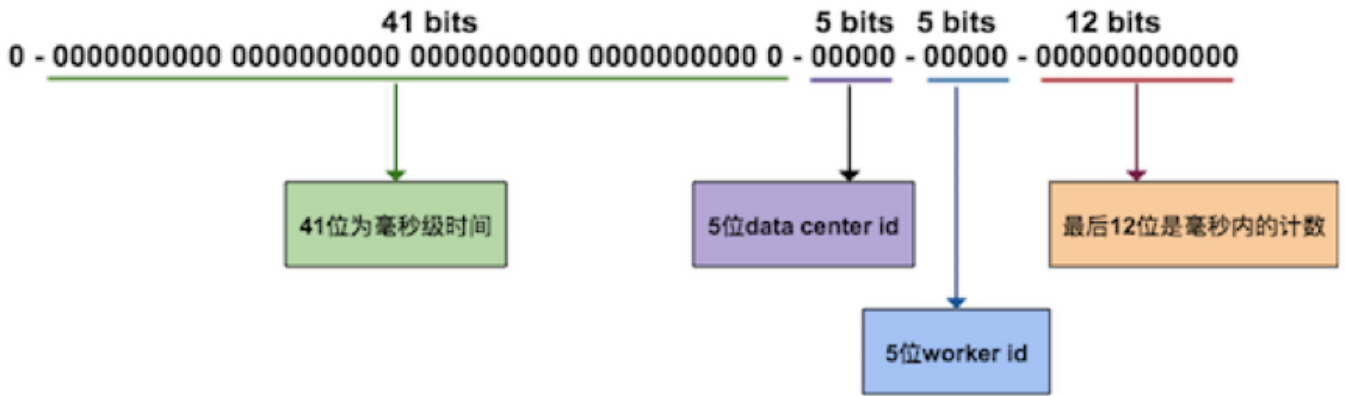 41 bits 5 bits 5 bits 12 bits
0 - 0000000000 0000000000 0000000000 0000000000 0 - 00000 - 00000 - 000000000000
41位为毫秒级时间 5位data center id 最后12位是毫秒内的计数
5位worker id